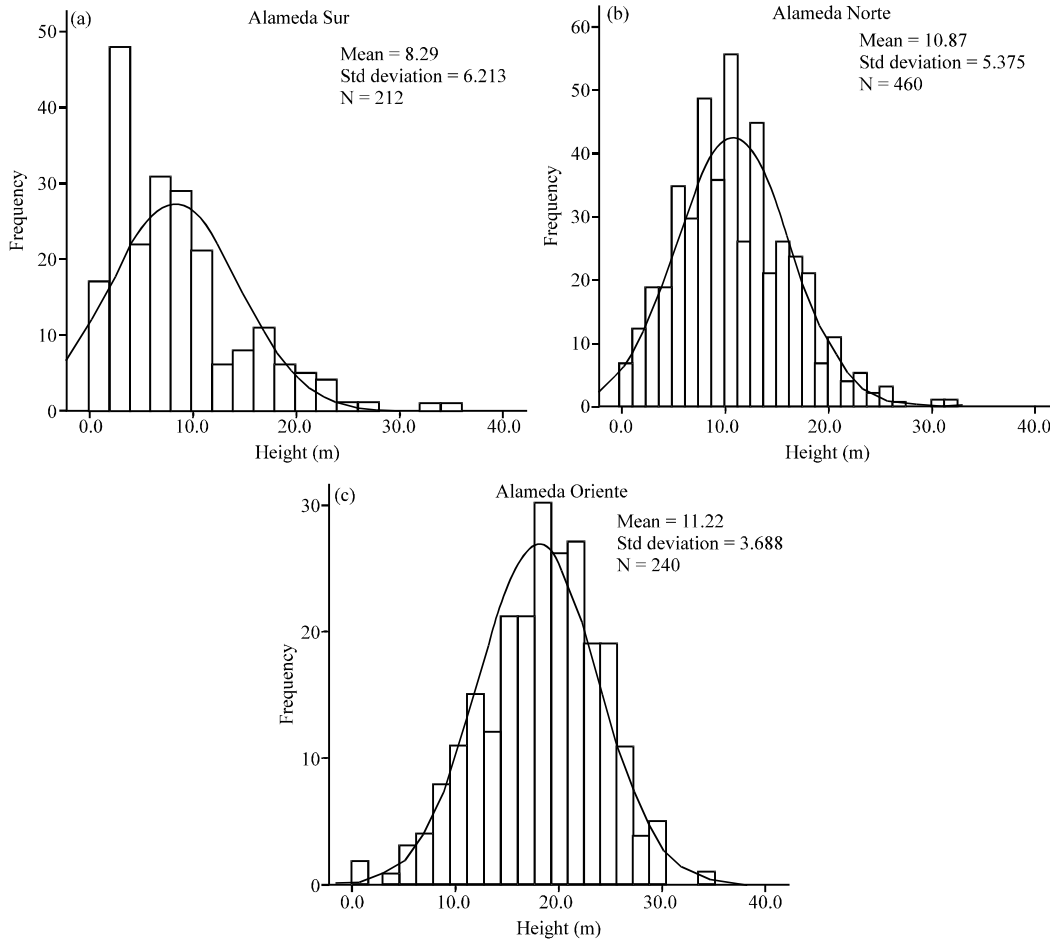 (a)
Alameda Sur
Mean = 8.29
Std deviation = 6.213
N = 212
Frequency
50
40
30
20
10
0
0.0 10.0 20.0 30.0 40.0
Height (m)
(b)
Alameda Norte
Mean = 10.87
Std deviation = 5.375
N = 460
Frequency
60
50
40
30
20
10
0
0.0 10.0 20.0 30.0 40.0
Height (m)
(c)
Alameda Oriente
Mean = 11.22
Std deviation = 3.688
N = 240
Frequency
30
20
10
0
0.0 10.0 20.0 30.0 40.0
Height (m)